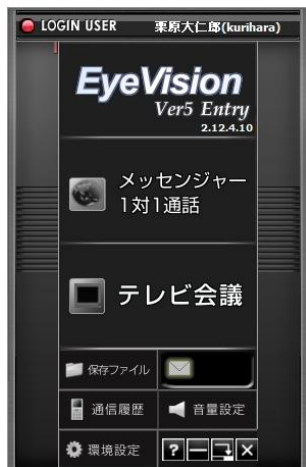 LOGIN USER 栗原大仁郎(kurihara)
EyeVision
Ver5 Entry
2.12.4.10
メッセンジャー
1対1通話
テレビ会議
保存ファイル
通信履歴
音量設定
環境設定
?